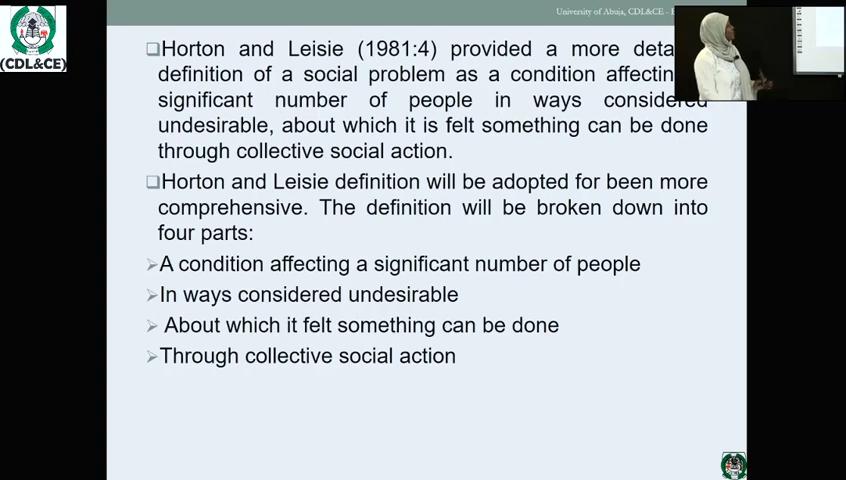 University of Abuja, CDL&CE -
(CDL&CE)
Horton and Leisie (1981:4) provided a more
definition of a social problem as a condition
significant number of people in ways considered
undesirable, about which it is felt something can be done
through collective social action.
Horton and Leisie definition will be adopted for been more
comprehensive. The definition will be broken down into
four parts:
A condition affecting a significant number of people
In ways considered undesirable
About which it felt something can be done
Through collective social action